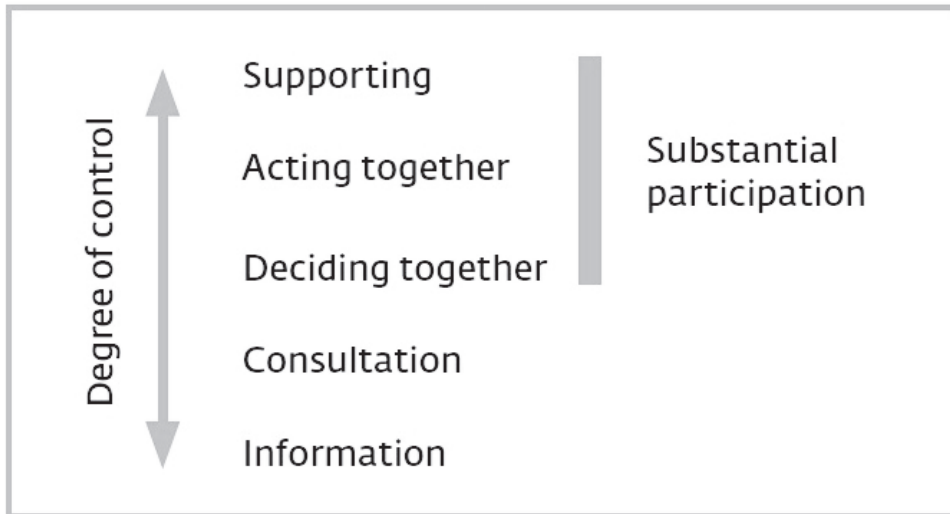 Degree of control
Supporting
Acting together
Deciding together
Consultation
Information
Substantial
participation